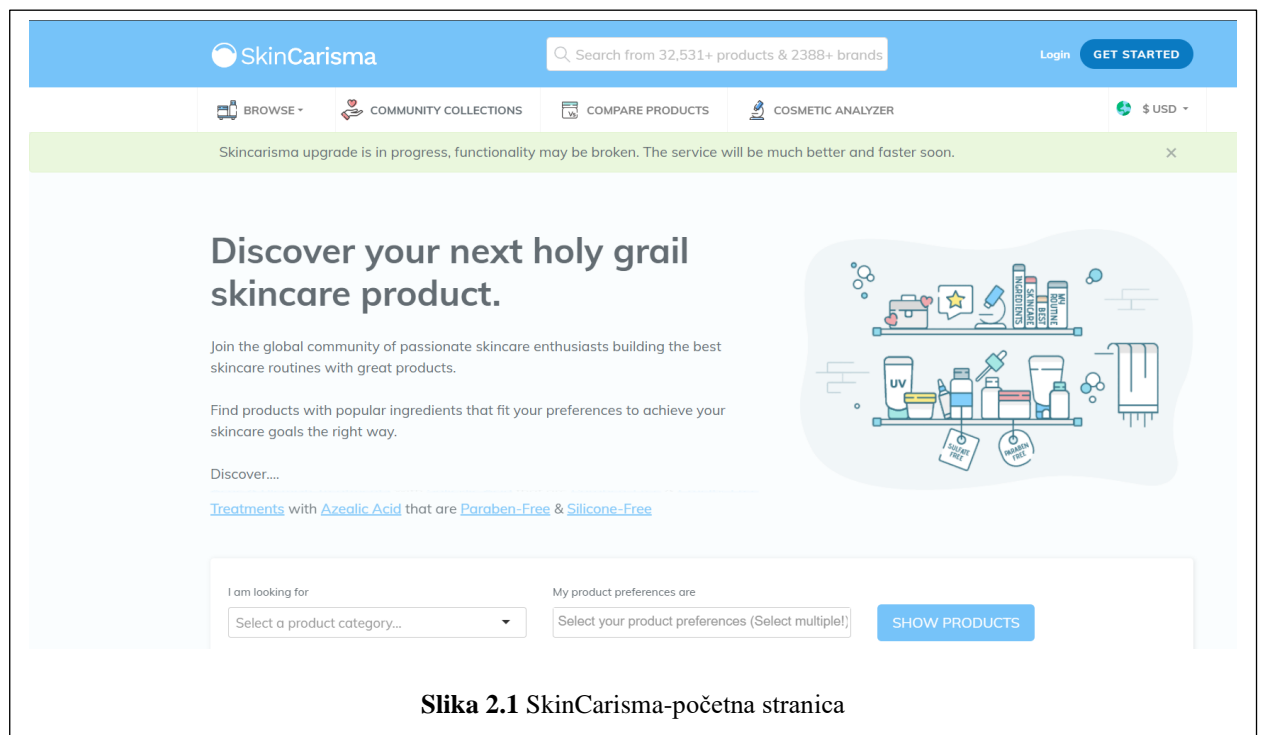 SkinCarisma
Search from 32,531+ products & 2388+ brands
Login
GET STARTED
BROWSE
COMMUNITY COLLECTIONS
Vs
COMPARE PRODUCTS
COSMETIC ANALYZER
$ USD
Skincarisma upgrade is in progress, functionality may be broken. The service will be much better and faster soon.
Discover your next holy grail
skincare product.
Join the global community of passionate skincare enthusiasts building the best
skincare routines with great products.
Find products with popular ingredients that fit your preferences to achieve your
skincare goals the right way.
Discover....
Treatments with Azealic Acid that are Paraben-Free & Silicone-Free
INGREDIENTS
SKINCARE
BEST
MY
ROUTINE
UV
SULFATE
FREE
PARABEN
FREE
I am looking for
Select a product category...
My product preferences are
Select your product preferences (Select multiple!)
SHOW PRODUCTS
Slika 2.1 SkinCarisma-početna stranica